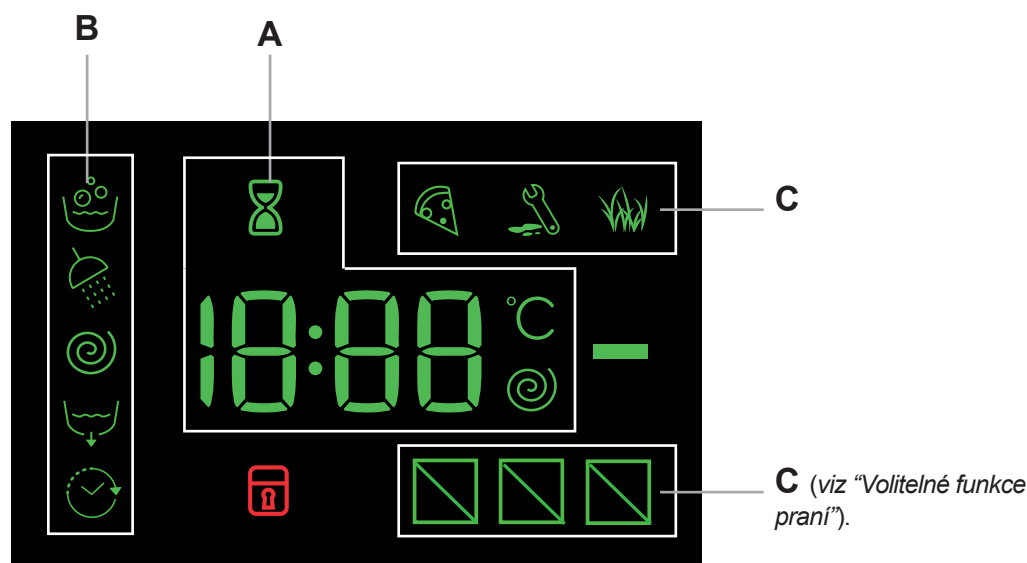 B
A
C
18:88
°C
C (viz “Volitelné funkce
praní”).